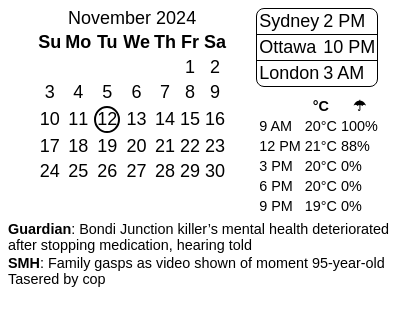 November 2024
Su Mo Tu We Th Fr Sa
1 2
3 4 5 6 7 8 9
10 11 12 13 14 15 16
17 18 19 20 21 22 23
24 25 26 27 28 29 30
Sydney 2 PM
Ottawa 10 PM
London 3 AM
°C ☂
9 AM 20°C 100%
12 PM 21°C 88%
3 PM 20°C 0%
6 PM 20°C 0%
9 PM 19°C 0%
Guardian: Bondi Junction killer’s mental health deteriorated
after stopping medication, hearing told
SMH: Family gasps as video shown of moment 95-year-old
Tasered by cop